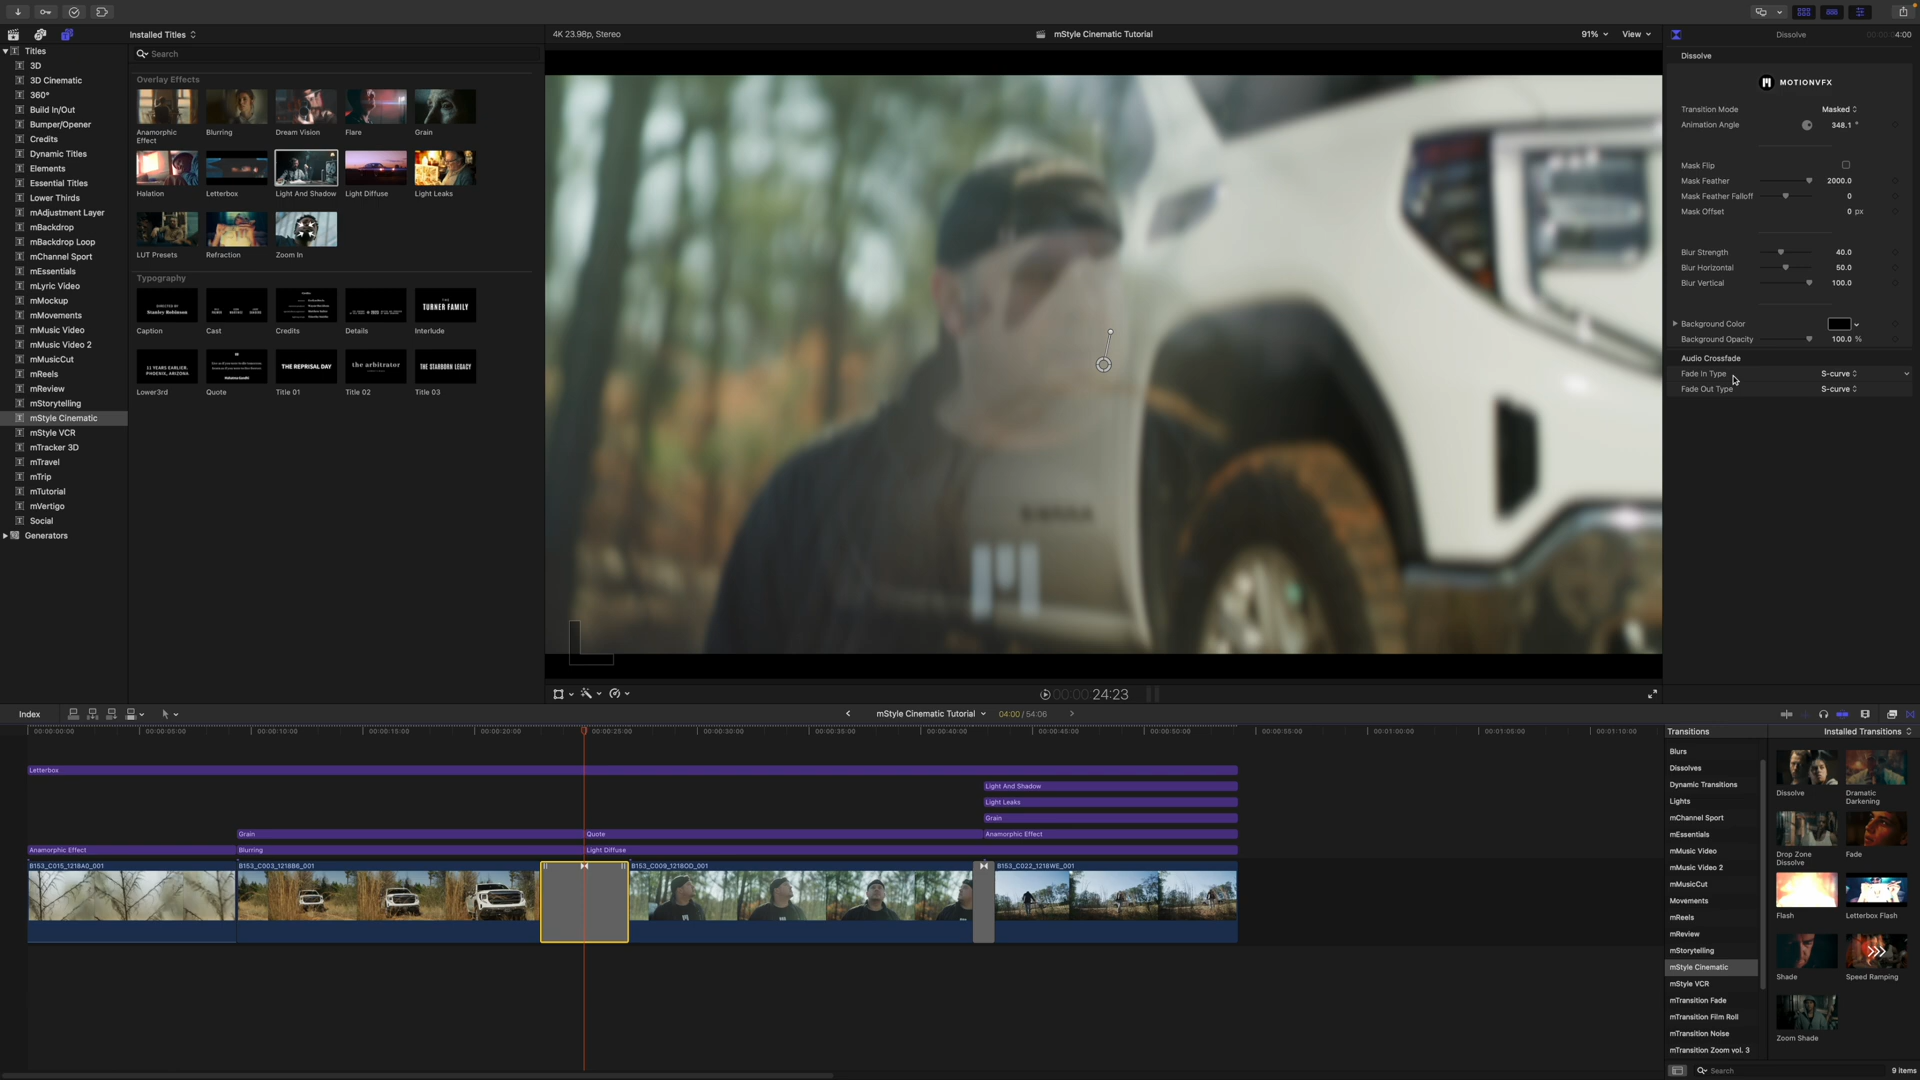 Installed Titles
4K 23.98p, Stereo
mStyle Cinematic Tutorial
91%
View
Dissolve
4:00
Titles
3D
3D Cinematic
360°
Build In/Out
Bumper/Opener
Credits
Dynamic Titles
Elements
Essential Titles
Lower Thirds
mAdjustment Layer
mBackdrop
mBackdrop Loop
mChannel Sport
mEssentials
mLyric Video
mMockup
mMovements
mMusic Video
mMusic Video 2
mMusicCut
mReels
mReview
mStorytelling
mStyle Cinematic
mStyle VCR
mTracker 3D
mTravel
mTrip
mTutorial
mVertigo
Social
Generators
Search
Overlay Effects
Anamorphic Effect
Blurring
Dream Vision
Flare
Grain
Halation
Letterbox
Light And Shadow
Light Diffuse
Light Leaks
LUT Presets
Refraction
Zoom In
Typography
Stanley Robinson
TURNER FAMILY
Caption
Cast
Credits
Details
Interlude
11 YEARS EARLIER.
PHOENIX, ARIZONA.
THE REPRISAL DAY
the arbitrator
THE STARBORN LEGACY
Lower3rd
Quote
Title 01
Title 02
Title 03
Dissolve
MOTIONVFX
Transition Mode Masked
Animation Angle 348.1 °
Mask Flip
Mask Feather 2000.0
Mask Feather Falloff 0
Mask Offset 0 px
Blur Strength 40.0
Blur Horizontal 50.0
Blur Vertical 100.0
Background Color
Background Opacity 100.0 %
Audio Crossfade
Fade In Type S-curve
Fade Out Type S-curve
00:00:00:24:23
Index
mStyle Cinematic Tutorial
04:00 / 54:06
00:00:00:00
00:00:05:00
00:00:10:00
00:00:15:00
00:00:20:00
00:00:25:00
00:00:30:00
00:00:35:00
00:00:40:00
00:00:45:00
00:00:50:00
00:00:55:00
00:01:00:00
00:01:05:00
00:01:10:00
Letterbox
Light And Shadow
Light Leaks
Grain
Grain
Quote
Anamorphic Effect
Anamorphic Effect
Blurring
Light Diffuse
B153_C015_1218A0_001
B153_C003_1218B6_001
B153_C009_1218OD_001
B153_C022_1218WE_001
Transitions
Installed Transitions
Blurs
Dissolves
Dynamic Transitions
Lights
mChannel Sport
mEssentials
mMusic Video
mMusic Video 2
mMusicCut
Movements
mReels
mReview
mStorytelling
mStyle Cinematic
mStyle VCR
mTransition Fade
mTransition Film Roll
mTransition Noise
mTransition Zoom vol. 3
Dissolve
Dramatic Darkening
Drop Zone Dissolve
Fade
Flash
Letterbox Flash
Shade
Speed Ramping
Zoom Shade
Search
9 items